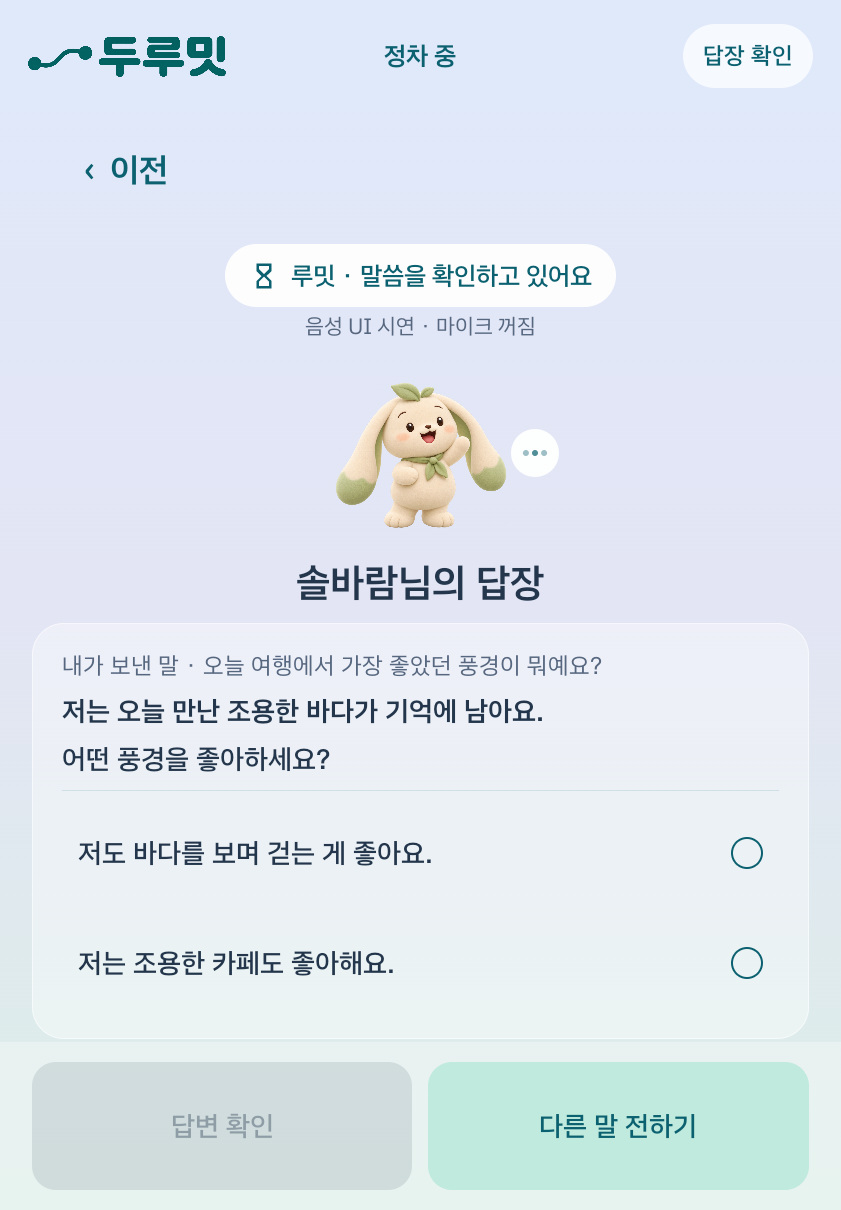 두루밋
정차 중
답장 확인
‹ 이전
루밋 · 말씀을 확인하고 있어요
음성 UI 시연 · 마이크 꺼짐
솔바람님의 답장
내가 보낸 말 · 오늘 여행에서 가장 좋았던 풍경이 뭐예요?
저는 오늘 만난 조용한 바다가 기억에 남아요.
어떤 풍경을 좋아하세요?
저도 바다를 보며 걷는 게 좋아요.
저는 조용한 카페도 좋아해요.
답변 확인
다른 말 전하기